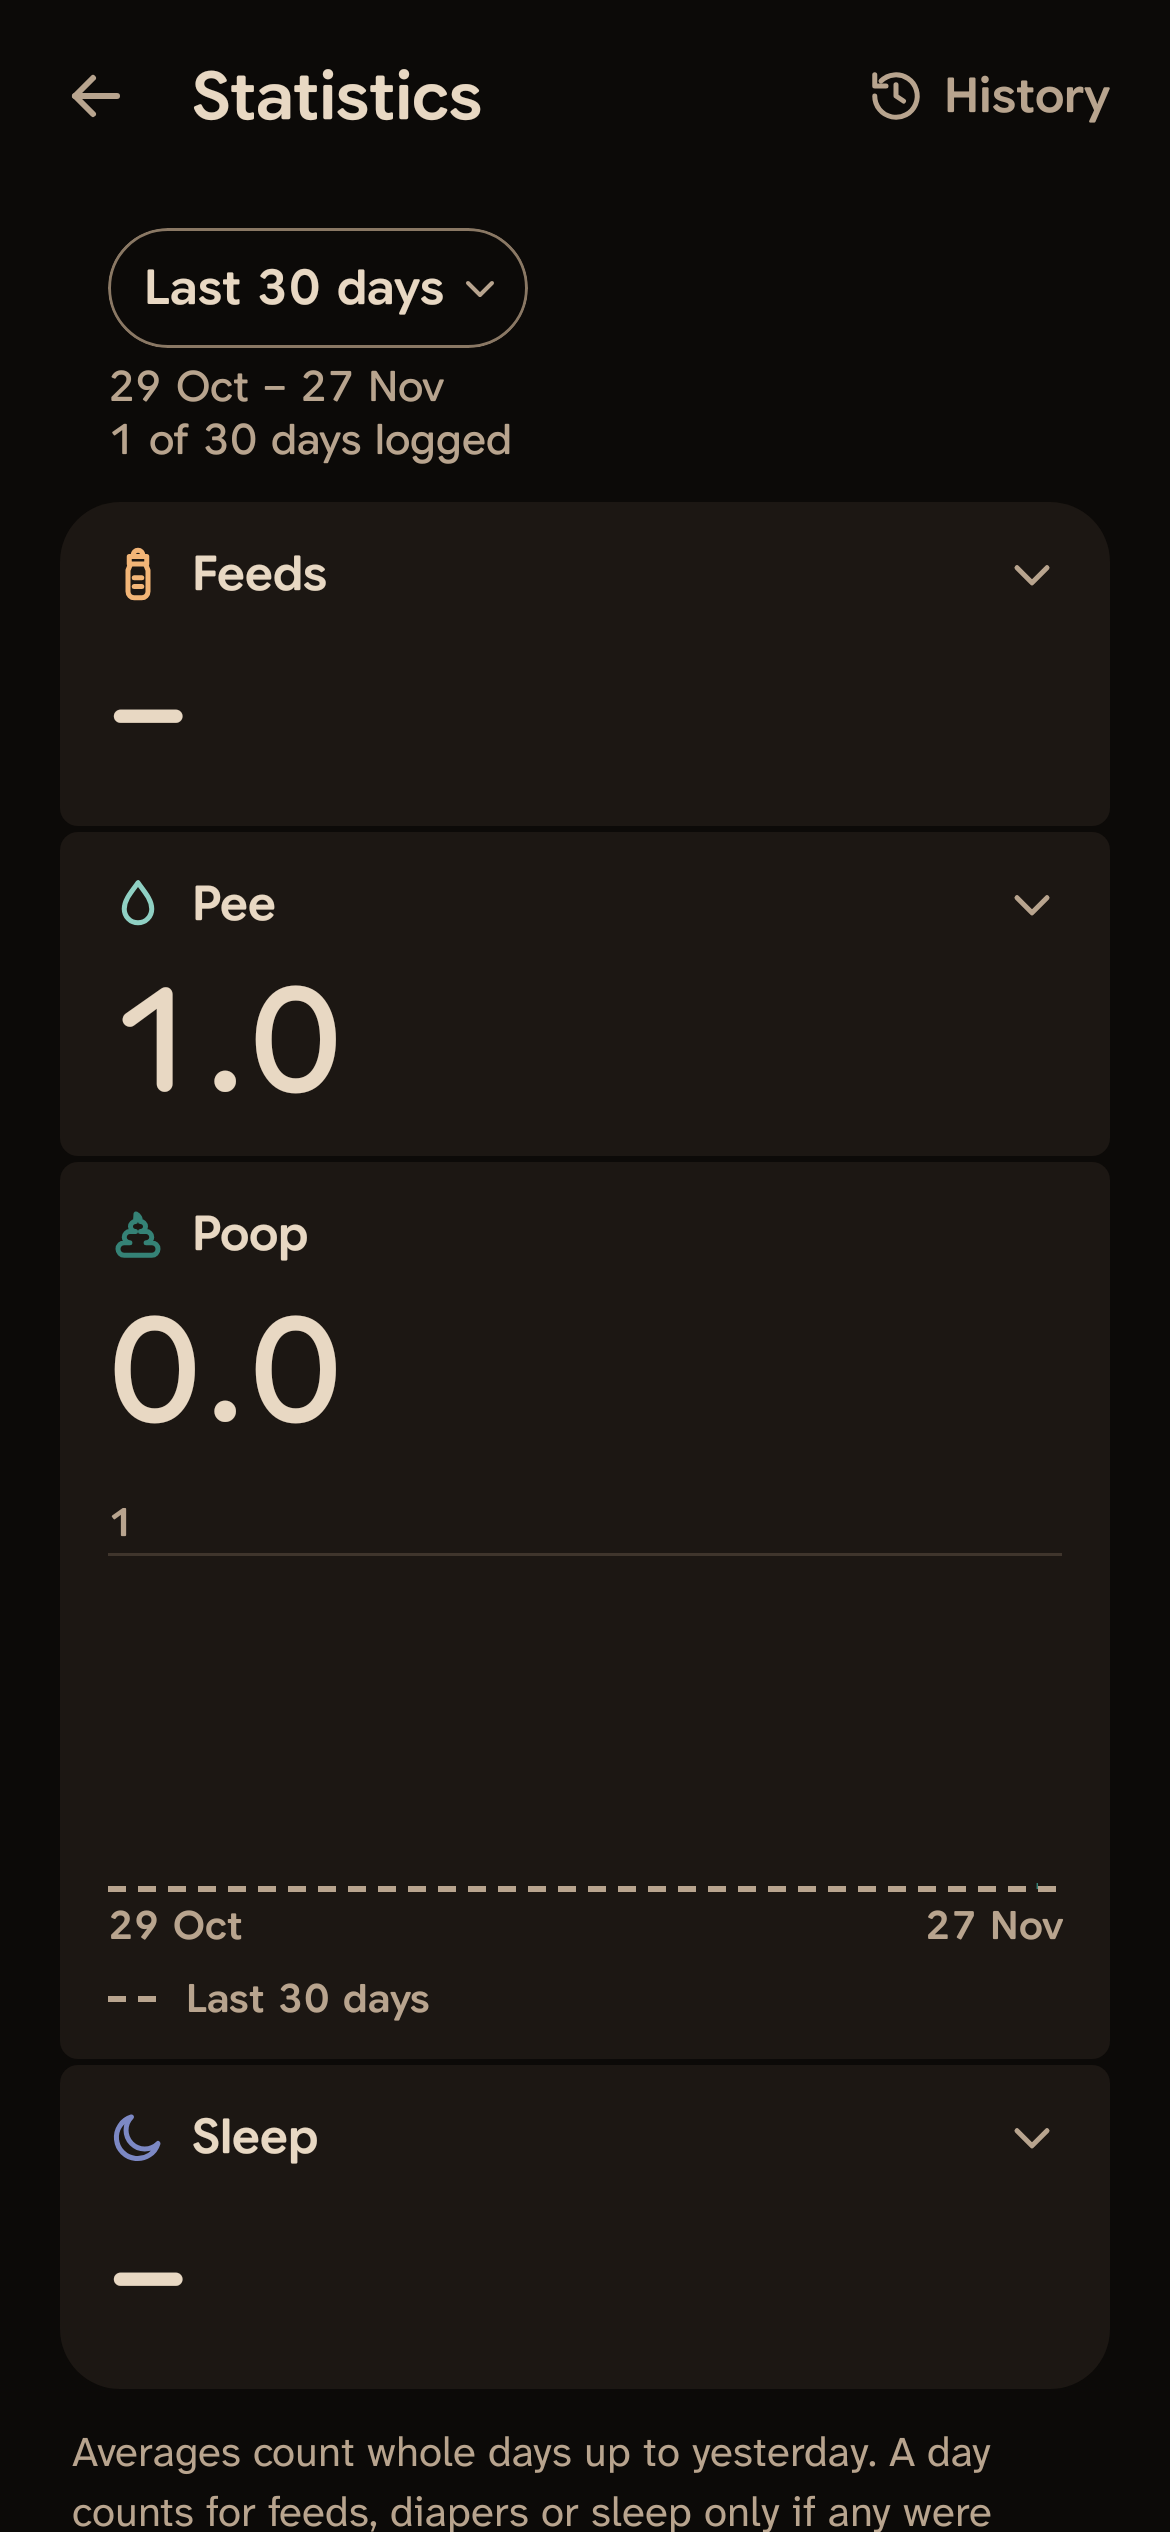 Statistics
History
Last 30 days
29 Oct – 27 Nov
1 of 30 days logged
Feeds
—
Pee
1.0
Poop
0.0
1
29 Oct
27 Nov
Last 30 days
Sleep
—
Averages count whole days up to yesterday. A day
counts for feeds, diapers or sleep only if any were